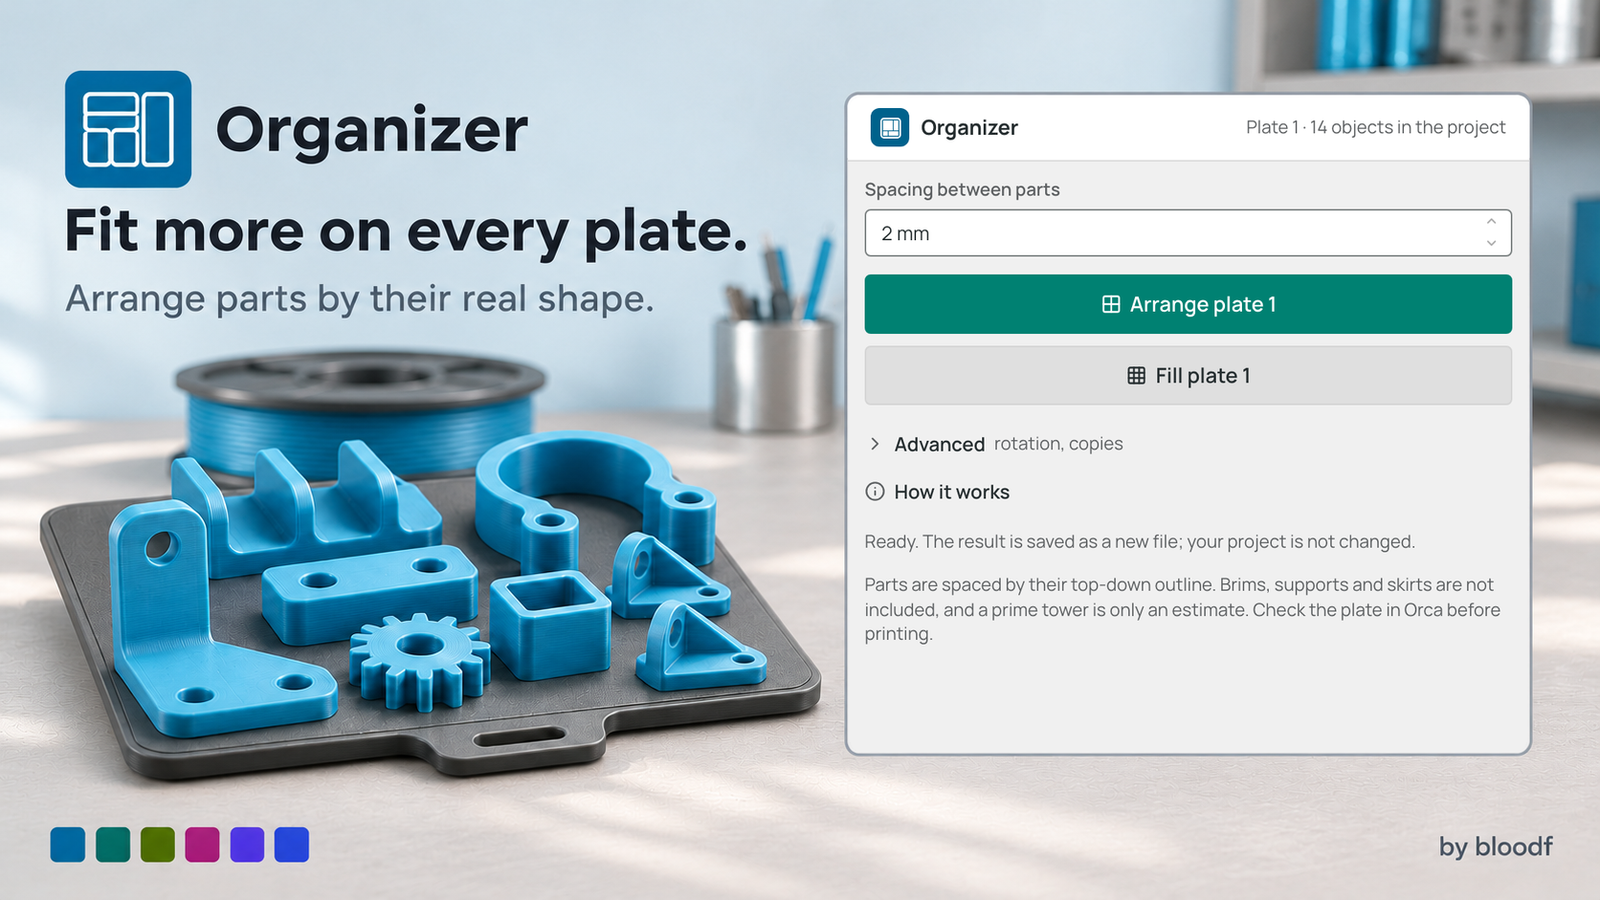 Organizer
Fit more on every plate.
Arrange parts by their real shape.
Organizer
Plate 1 · 14 objects in the project
Spacing between parts
2 mm
Arrange plate 1
Fill plate 1
Advanced rotation, copies
How it works
Ready. The result is saved as a new file; your project is not changed.
Parts are spaced by their top-down outline. Brims, supports and skirts are not
included, and a prime tower is only an estimate. Check the plate in Orca before
printing.
by bloodf